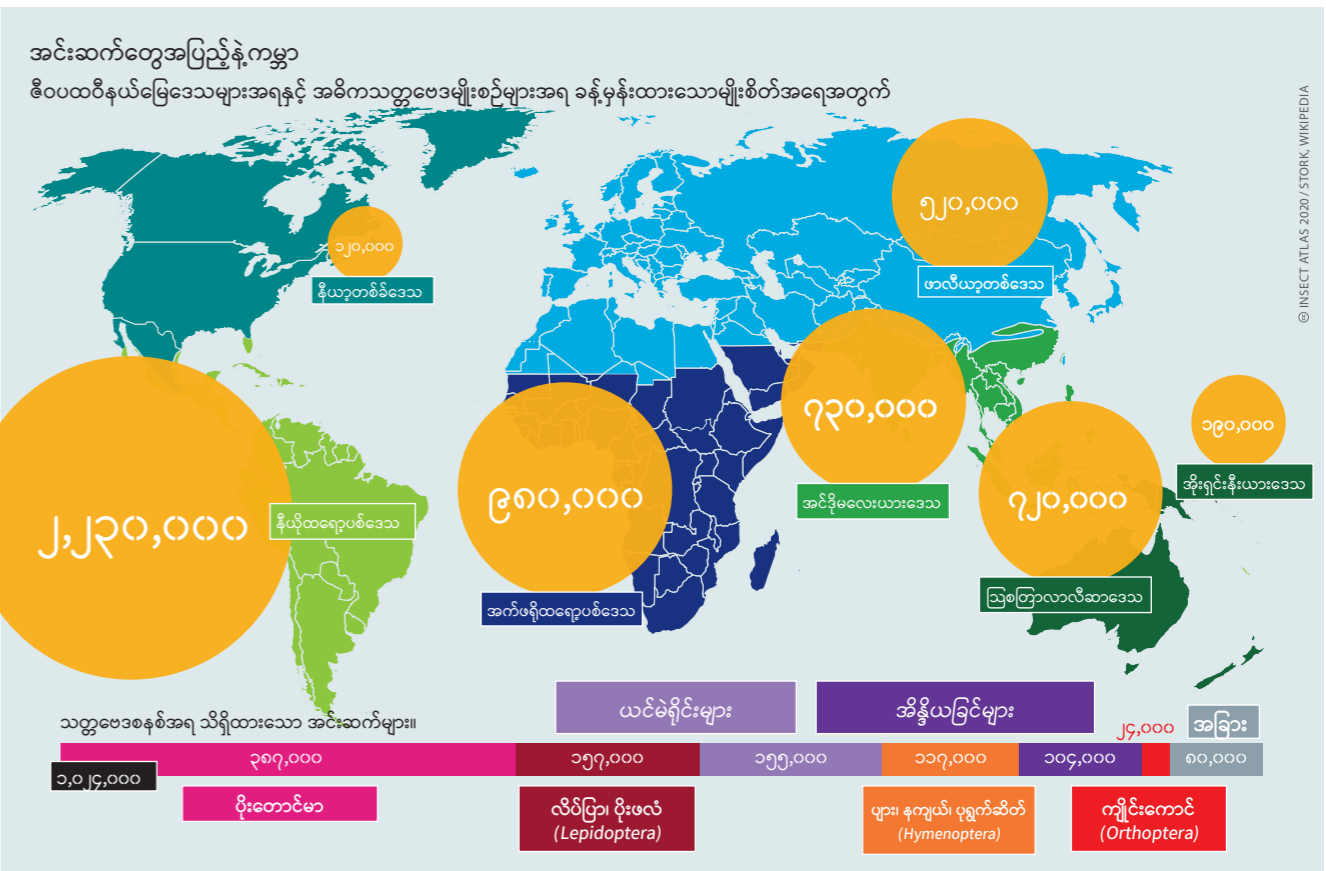 အင်းဆက်တွေအပြည့်နဲ့ကမ္ဘာ
ဇီဝပထဝီနယ်မြေဒေသများအရနှင့် အဓိကသတ္တဗေဒမျိုးစဉ်များအရ ခန့်မှန်းထားသောမျိုးစိတ်အရေအတွက်
© INSECT ATLAS 2020 / STORK, WIKIPEDIA
၅၂၀,၀၀၀
ဖာလီယာ့တစ်ဒေသ
၁၂၀,၀၀၀
နီယာ့တစ်ခ်ဒေသ
၇၃၀,၀၀၀
အင်ဒိုမလေးယားဒေသ
၁၉၀,၀၀၀
အိုးရှင်းနီးယားဒေသ
၂,၂၃၀,၀၀၀
နီယိုထရော့ပစ်ဒေသ
၉၈၀,၀၀၀
အက်ဖရိုထရော့ပစ်ဒေသ
၇၂၀,၀၀၀
သြစတြာလာလီဆာဒေသ
သတ္တဗေဒစနစ်အရ သိရှိထားသော အင်းဆက်များ။
ယင်မဲရိုင်းများ
အိန္ဒိယခြင်များ
၂၄,၀၀၀
အခြား
၁,၀၂၄,၀၀၀
၃၈၇,၀၀၀
၁၅၇,၀၀၀
၁၅၅,၀၀၀
၁၁၇,၀၀၀
၁၀၄,၀၀၀
၈၀,၀၀၀
ပိုးတောင်မာ
လိပ်ပြာ၊ ပိုးဖလံ
(Lepidoptera)
ပျား၊ နကျယ်၊ ပုရွက်ဆိတ်
(Hymenoptera)
ကျိုင်းကောင်
(Orthoptera)